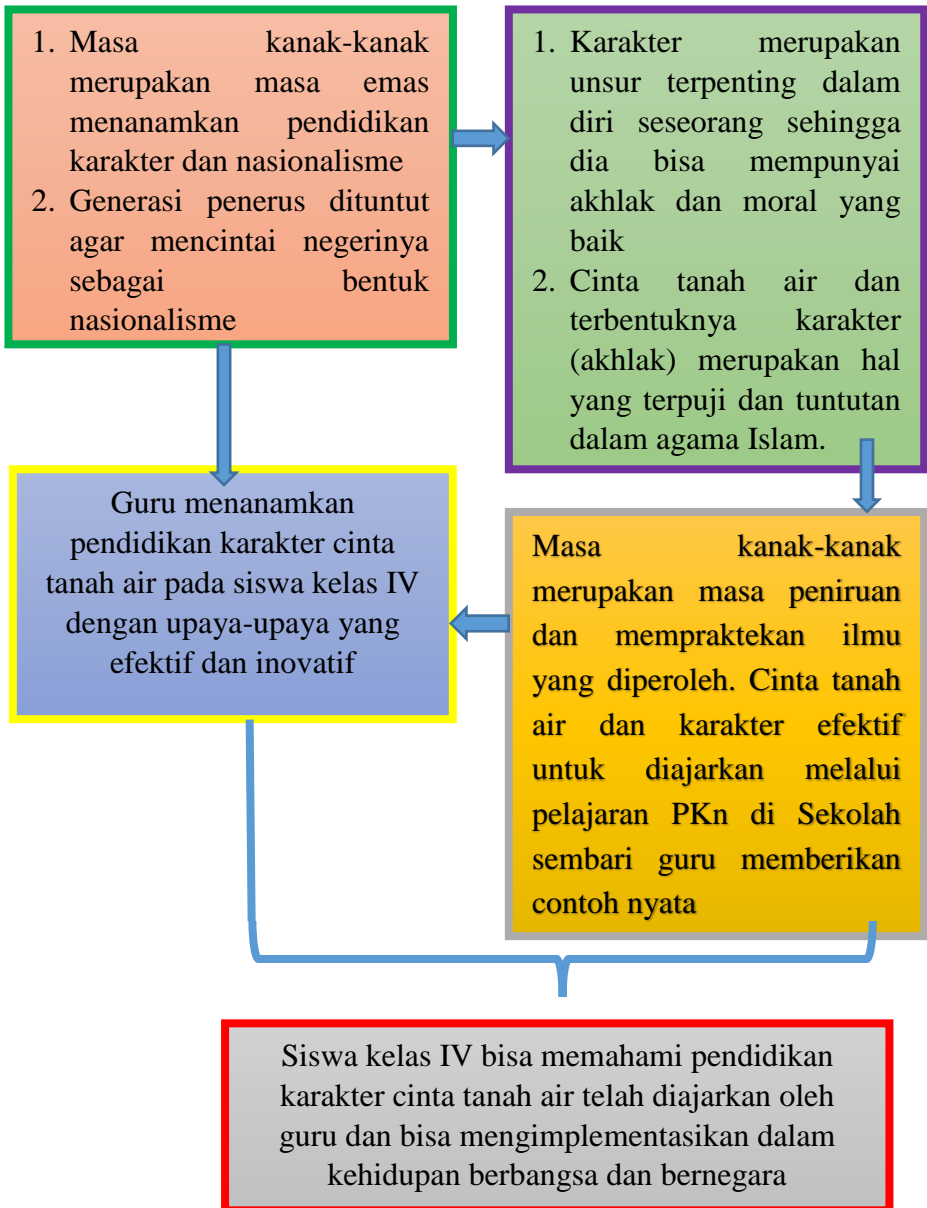 1. Masa kanak-kanak
merupakan masa emas
menanamkan pendidikan
karakter dan nasionalisme
2. Generasi penerus dituntut
agar mencintai negerinya
sebagai bentuk
nasionalisme
1. Karakter merupakan
unsur terpenting dalam
diri seseorang sehingga
dia bisa mempunyai
akhlak dan moral yang
baik
2. Cinta tanah air dan
terbentuknya karakter
(akhlak) merupakan hal
yang terpuji dan tuntutan
dalam agama Islam.
Guru menanamkan
pendidikan karakter cinta
tanah air pada siswa kelas IV
dengan upaya-upaya yang
efektif dan inovatif
Masa kanak-kanak
merupakan masa peniruan
dan mempraktekan ilmu
yang diperoleh. Cinta tanah
air dan karakter efektif
untuk diajarkan melalui
pelajaran PKn di Sekolah
sembari guru memberikan
contoh nyata
Siswa kelas IV bisa memahami pendidikan
karakter cinta tanah air telah diajarkan oleh
guru dan bisa mengimplementasikan dalam
kehidupan berbangsa dan bernegara